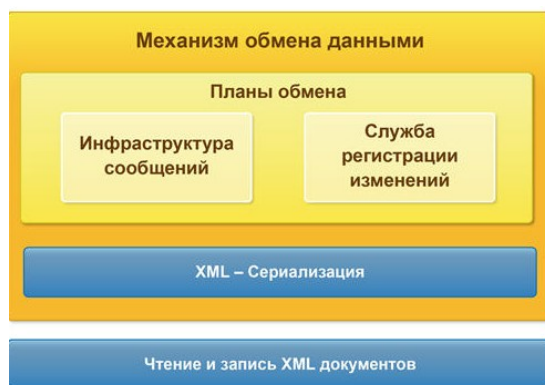 Механизм обмена данными
Планы обмена
Инфраструктура
сообщений
Служба
регистрации
изменений
XML – Сериализация
Чтение и запись XML документов